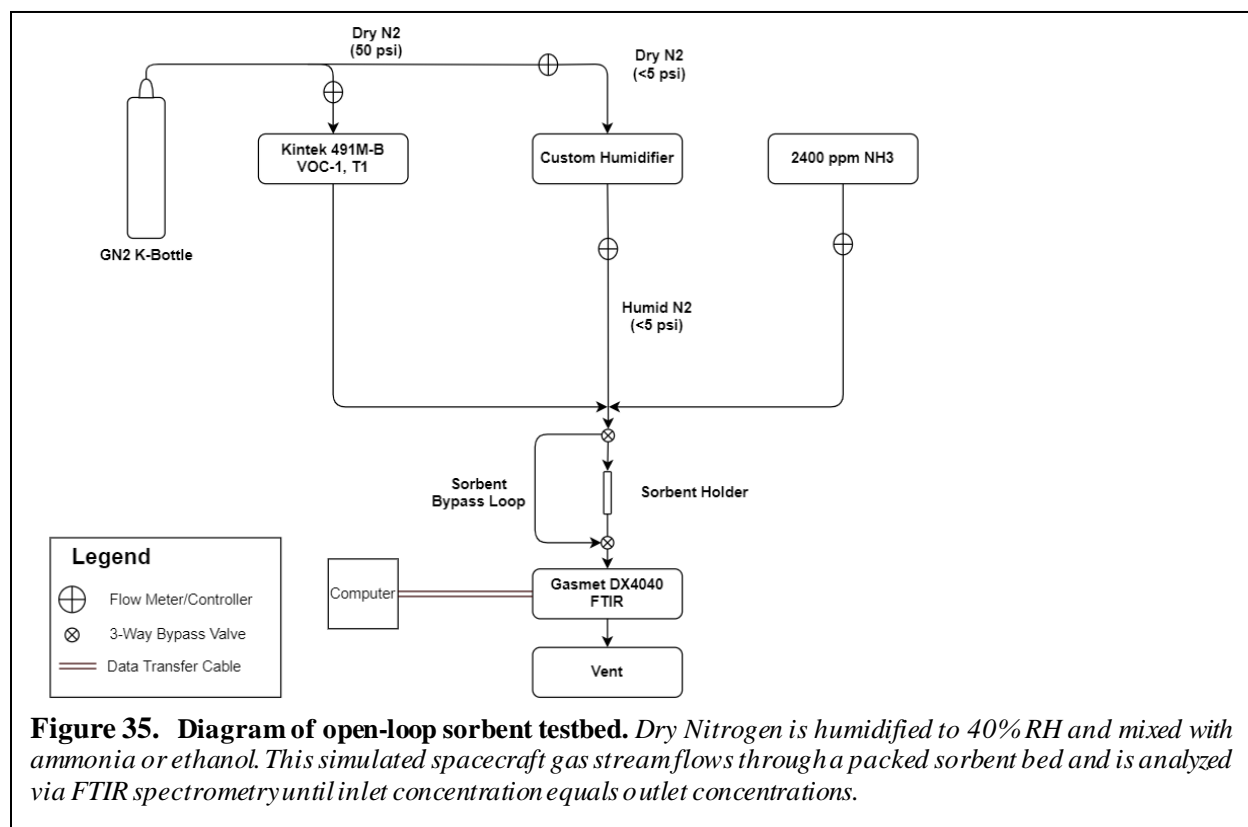 Dry N2
(50 psi)
Dry N2
(<5 psi)
Kintek 491M-B
VOC-1, T1
Custom Humidifier
2400 ppm NH3
GN2 K-Bottle
Humid N2
(<5 psi)
Sorbent
Bypass Loop
Sorbent Holder
Legend
Flow Meter/Controller
3-Way Bypass Valve
Data Transfer Cable
Computer
Gasmet DX4040
FTIR
Vent
Figure 35. Diagram of open-loop sorbent testbed. Dry Nitrogen is humidified to 40% RH and mixed with
ammonia or ethanol. This simulated spacecraft gas stream flows through a packed sorbent bed and is analyzed
via FTIR spectrometry until inlet concentration equals outlet concentrations.